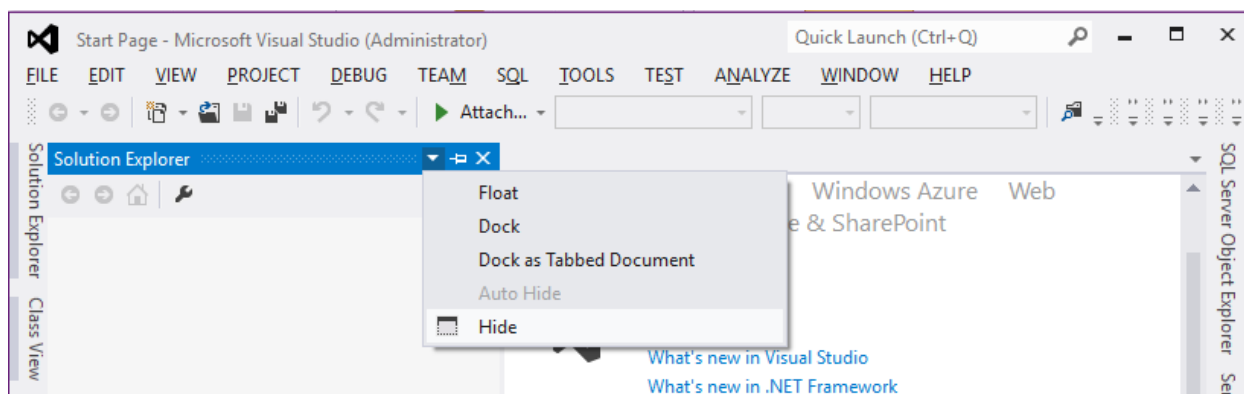 Start Page - Microsoft Visual Studio (Administrator)
Quick Launch (Ctrl+Q)
FILE EDIT VIEW PROJECT DEBUG TEAM SQL TOOLS TEST ANALYZE WINDOW HELP
Attach...
Solution Explorer
Class View
Solution Explorer
Float
Dock
Dock as Tabbed Document
Auto Hide
Hide
Windows Azure Web
& SharePoint
What's new in Visual Studio
What's new in .NET Framework
SQL Server Object Explorer